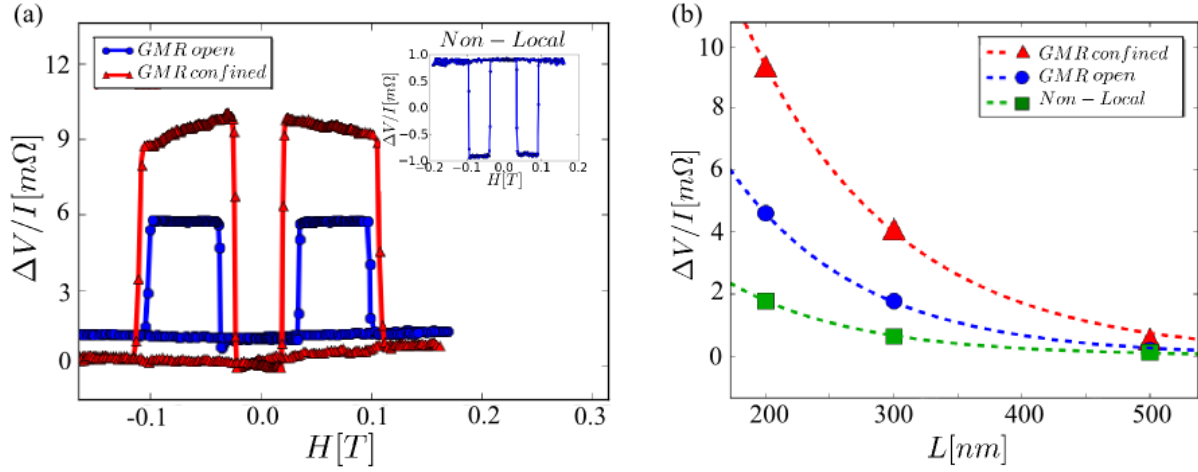 (a)
GMR open
GMR confined
Non – Local
ΔV/I[mΩ]
1.0
0.5
0.0
−0.5
−1.0
−0.2 −0.1 0.0 0.1 0.2
H[T]
ΔV/I[mΩ]
12
9
6
3
0
-0.1 0.0 0.1 0.2 0.3
H[T]
(b)
GMR confined
GMR open
Non – Local
ΔV/I[mΩ]
10
8
6
4
2
0
200 300 400 500
L[nm]